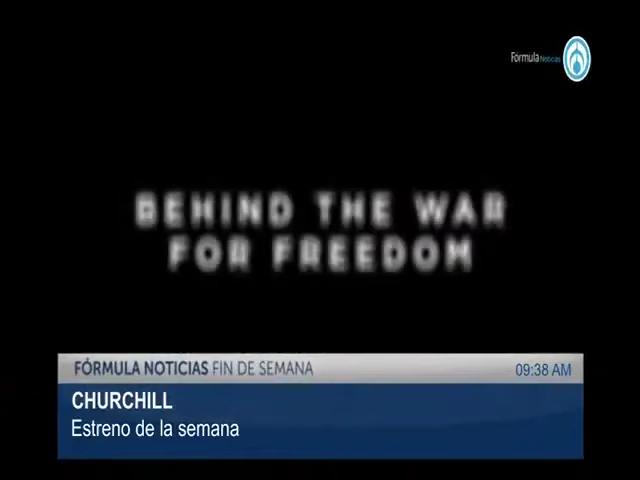 Fórmula Noticias
BEHIND THE WAR
FOR FREEDOM
FÓRMULA NOTICIAS FIN DE SEMANA
09:38 AM
CHURCHILL
Estreno de la semana